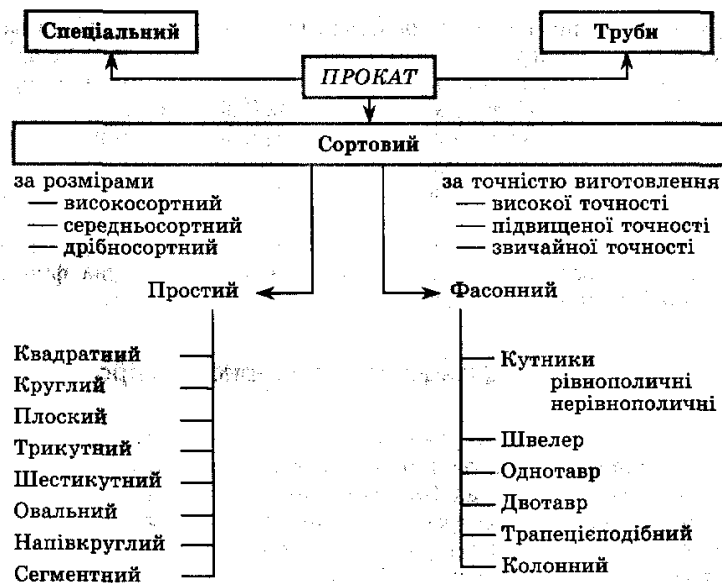 Спеціальний
Труби
ПРОКАТ
Сортовий
за розмірами
— високосортний
— середньосортний
— дрібносортний
за точністю виготовлення
— високої точності
— підвищеної точності
— звичайної точності
Простий
Фасонний
Квадратний
Круглий
Плоский
Трикутний
Шестикутний
Овальний
Напівкруглий
Сегментний
Кутники
рівнополичні
нерівнополичні
Швелер
Однотавр
Двотавр
Трапецієподібний
Колонний